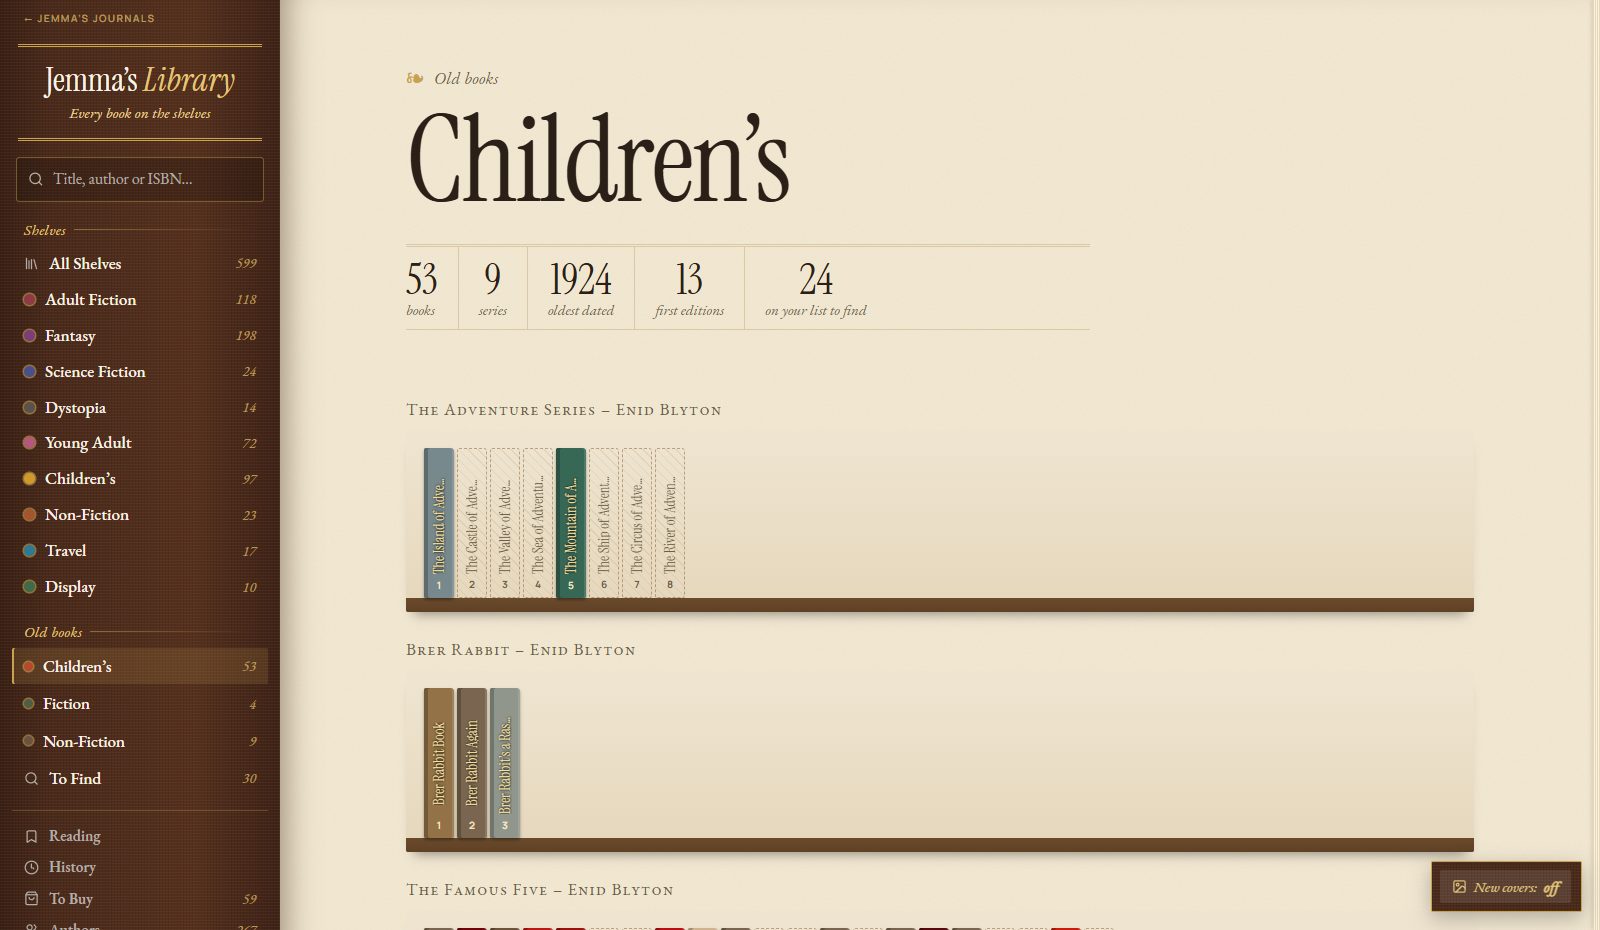 ← JEMMA'S JOURNALS
Jemma's Library
Every book on the shelves
Title, author or ISBN...
Shelves
All Shelves 599
Adult Fiction 118
Fantasy 198
Science Fiction 24
Dystopia 14
Young Adult 72
Children's 97
Non-Fiction 23
Travel 17
Display 10
Old books
Children's 53
Fiction 4
Non-Fiction 9
To Find 30
Reading
History
To Buy 59
Authors 267
Old books
Children's
53 books
9 series
1924 oldest dated
13 first editions
24 on your list to find
The Adventure Series – Enid Blyton
The Island of Adve... 1
The Castle of Adve... 2
The Valley of Adve... 3
The Sea of Adventu... 4
The Mountain of A... 5
The Ship of Advent... 6
The Circus of Adve... 7
The River of Adven... 8
Brer Rabbit – Enid Blyton
Brer Rabbit Book 1
Brer Rabbit Again 2
Brer Rabbit's a Ras... 3
The Famous Five – Enid Blyton
New covers: off